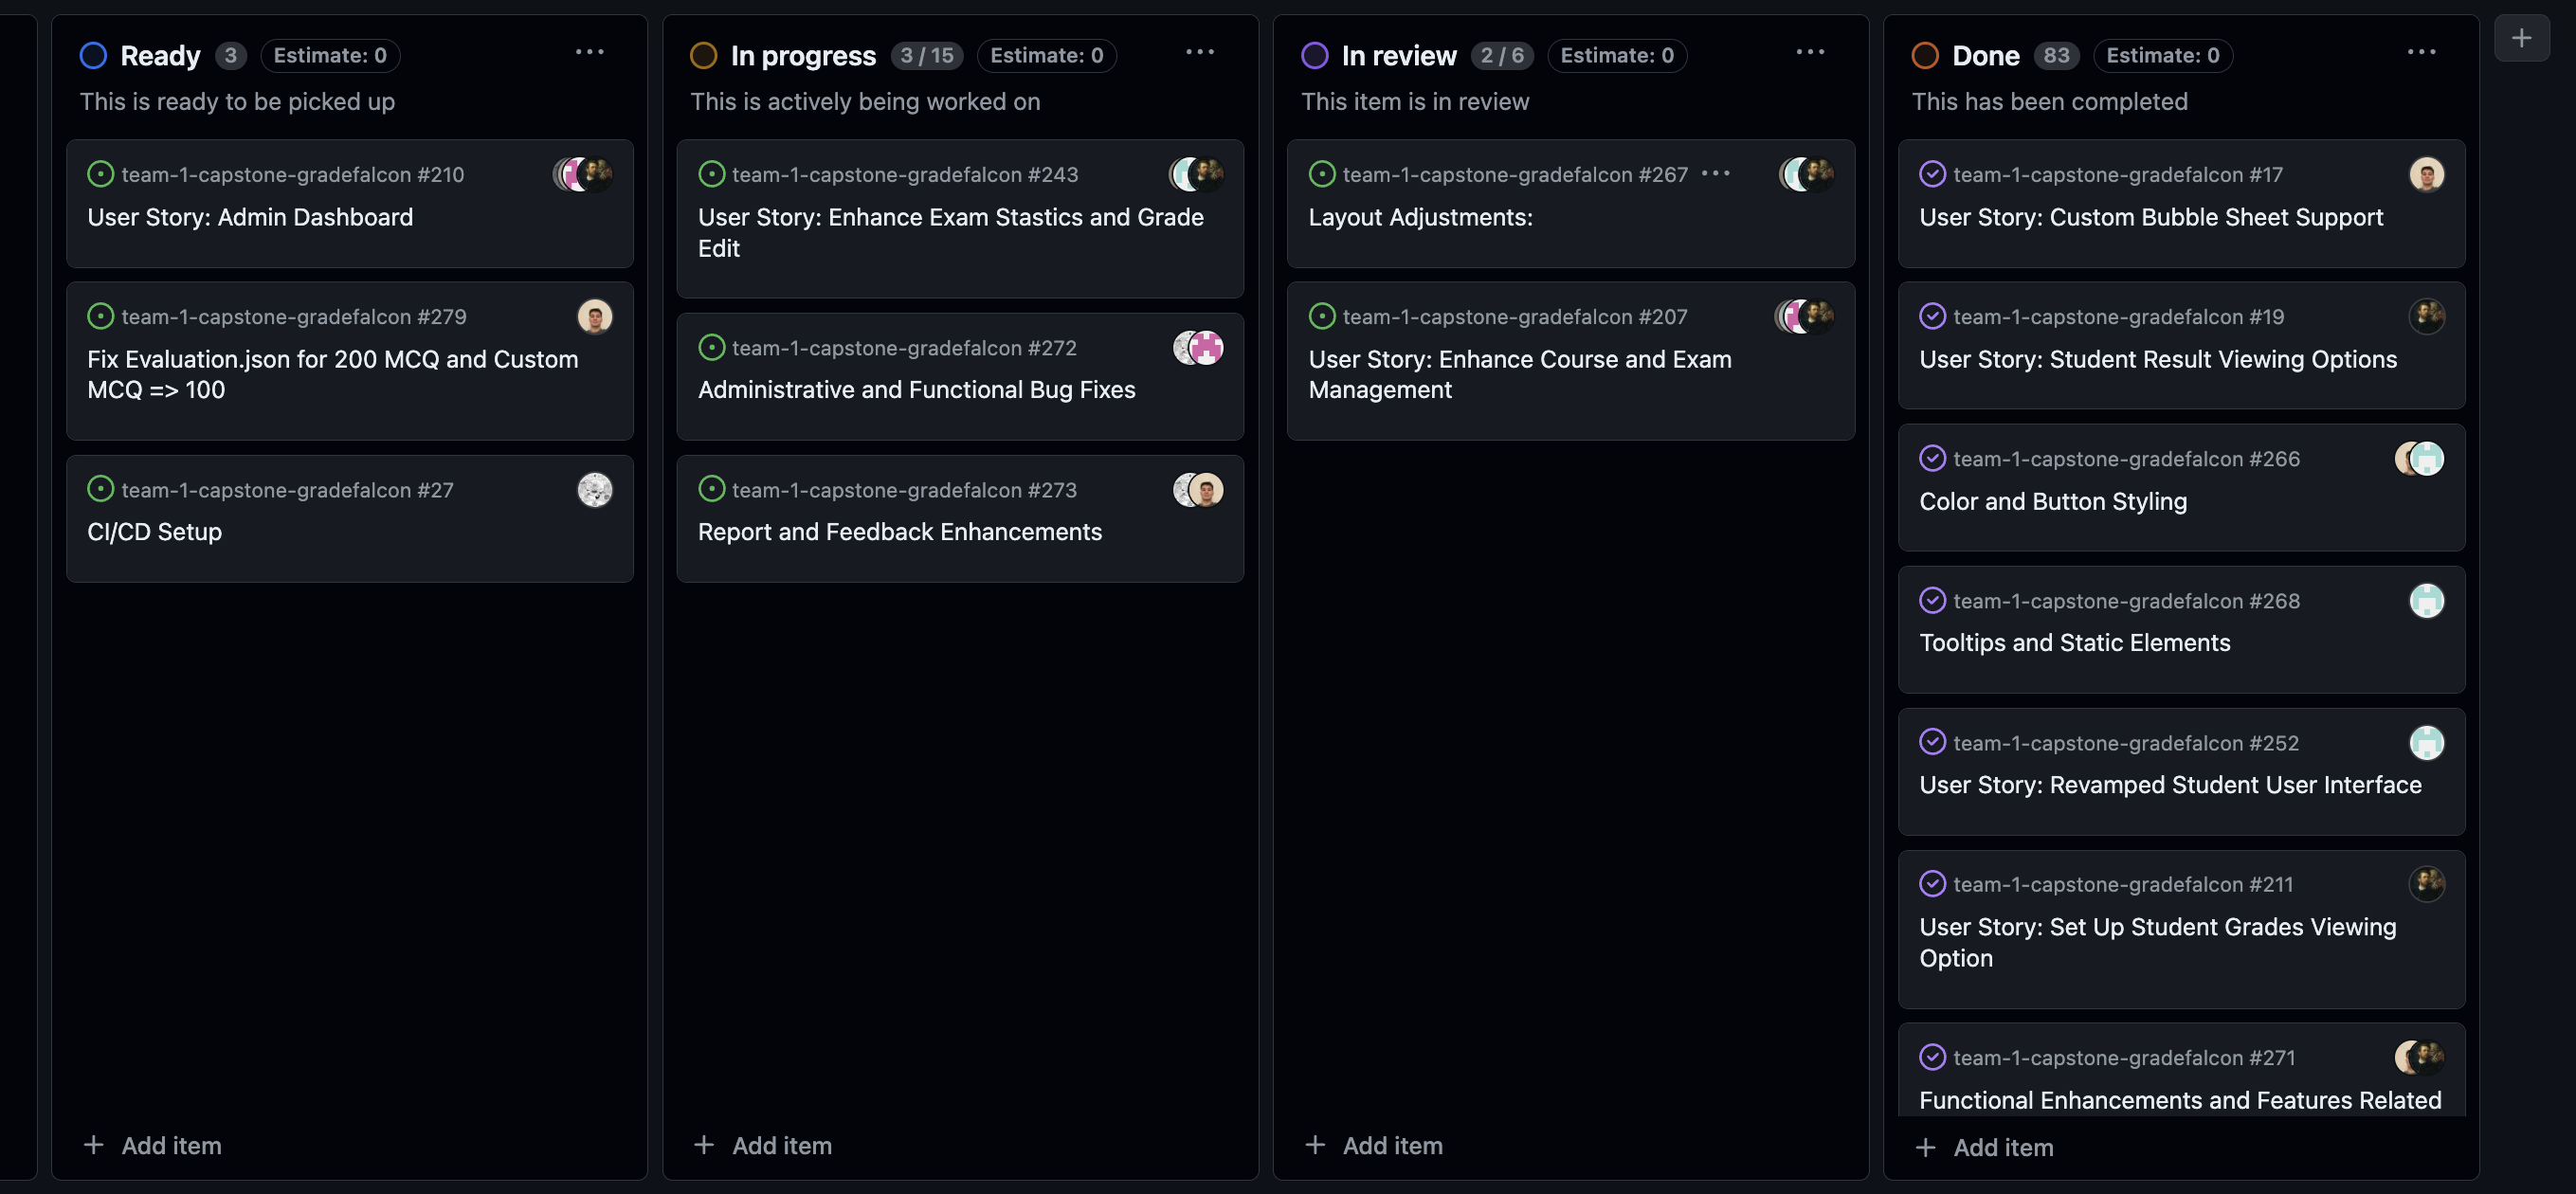 Ready 3 Estimate: 0
This is ready to be picked up
team-1-capstone-gradefalcon #210
User Story: Admin Dashboard
team-1-capstone-gradefalcon #279
Fix Evaluation.json for 200 MCQ and Custom
MCQ => 100
team-1-capstone-gradefalcon #27
CI/CD Setup
Add item
In progress 3 / 15 Estimate: 0
This is actively being worked on
team-1-capstone-gradefalcon #243
User Story: Enhance Exam Stastics and Grade
Edit
team-1-capstone-gradefalcon #272
Administrative and Functional Bug Fixes
team-1-capstone-gradefalcon #273
Report and Feedback Enhancements
Add item
In review 2 / 6 Estimate: 0
This item is in review
team-1-capstone-gradefalcon #267
Layout Adjustments:
team-1-capstone-gradefalcon #207
User Story: Enhance Course and Exam
Management
Add item
Done 83 Estimate: 0
This has been completed
team-1-capstone-gradefalcon #17
User Story: Custom Bubble Sheet Support
team-1-capstone-gradefalcon #19
User Story: Student Result Viewing Options
team-1-capstone-gradefalcon #266
Color and Button Styling
team-1-capstone-gradefalcon #268
Tooltips and Static Elements
team-1-capstone-gradefalcon #252
User Story: Revamped Student User Interface
team-1-capstone-gradefalcon #211
User Story: Set Up Student Grades Viewing
Option
team-1-capstone-gradefalcon #271
Functional Enhancements and Features Related
Add item